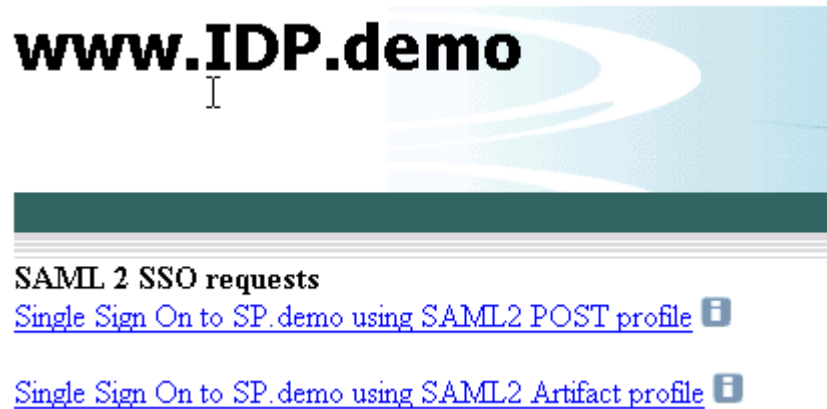 www.IDP.demo
SAML 2 SSO requests
Single Sign On to SP.demo using SAML2 POST profile
Single Sign On to SP.demo using SAML2 Artifact profile